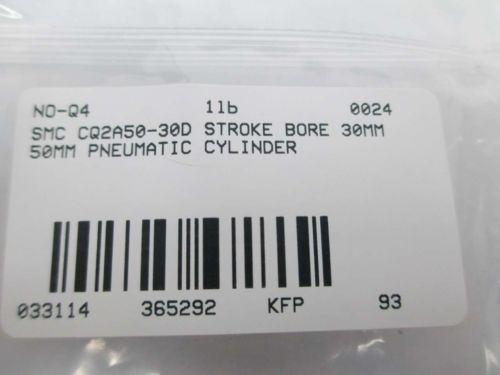 NO-Q4 1lb 0024
SMC CQ2A50-30D STROKE BORE 30MM
50MM PNEUMATIC CYLINDER
033114 365292 KFP 93